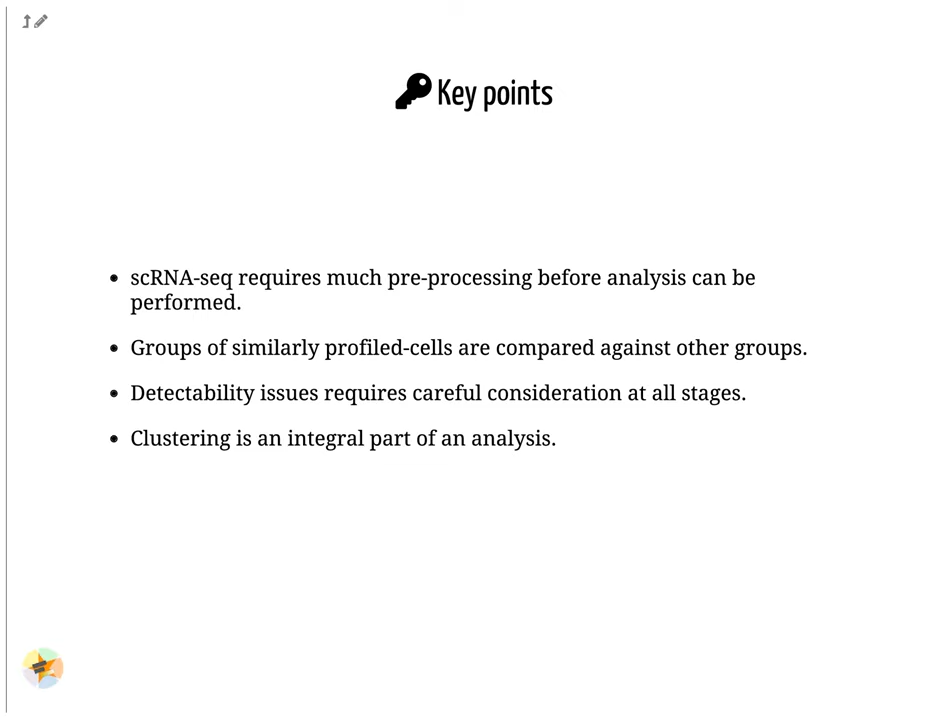 Key points
scRNA-seq requires much pre-processing before analysis can be
performed.
Groups of similarly profiled-cells are compared against other groups.
Detectability issues requires careful consideration at all stages.
Clustering is an integral part of an analysis.